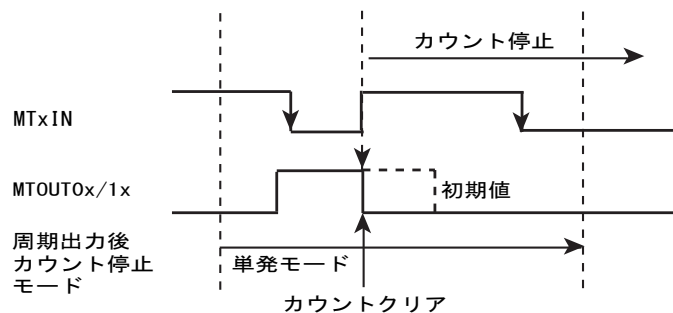 カウント停止
MTxIN
MTOUT0x/1x
初期値
周期出力後
カウント停止
モード
単発モード
カウントクリア